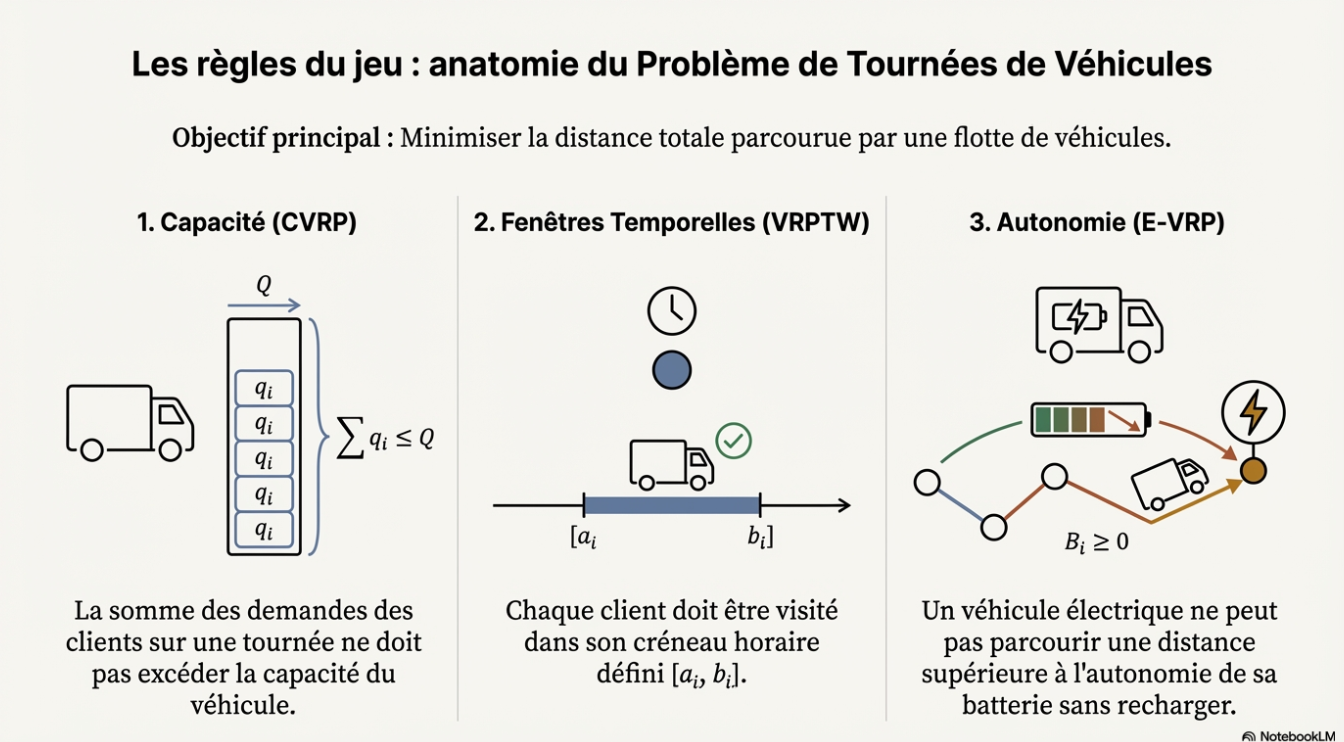 Les règles du jeu : anatomie du Problème de Tournées de Véhicules
Objectif principal : Minimiser la distance totale parcourue par une flotte de véhicules.
1. Capacité (CVRP)
Q
qᵢ
qᵢ
qᵢ
qᵢ
qᵢ
∑ qᵢ ≤ Q
La somme des demandes des
clients sur une tournée ne doit
pas excéder la capacité du
véhicule.
2. Fenêtres Temporelles (VRPTW)
[aᵢ
bᵢ]
Chaque client doit être visité
dans son créneau horaire
défini [aᵢ, bᵢ].
3. Autonomie (E-VRP)
Bᵢ ≥ 0
Un véhicule électrique ne peut
pas parcourir une distance
supérieure à l'autonomie de sa
batterie sans recharger.
NotebookLM